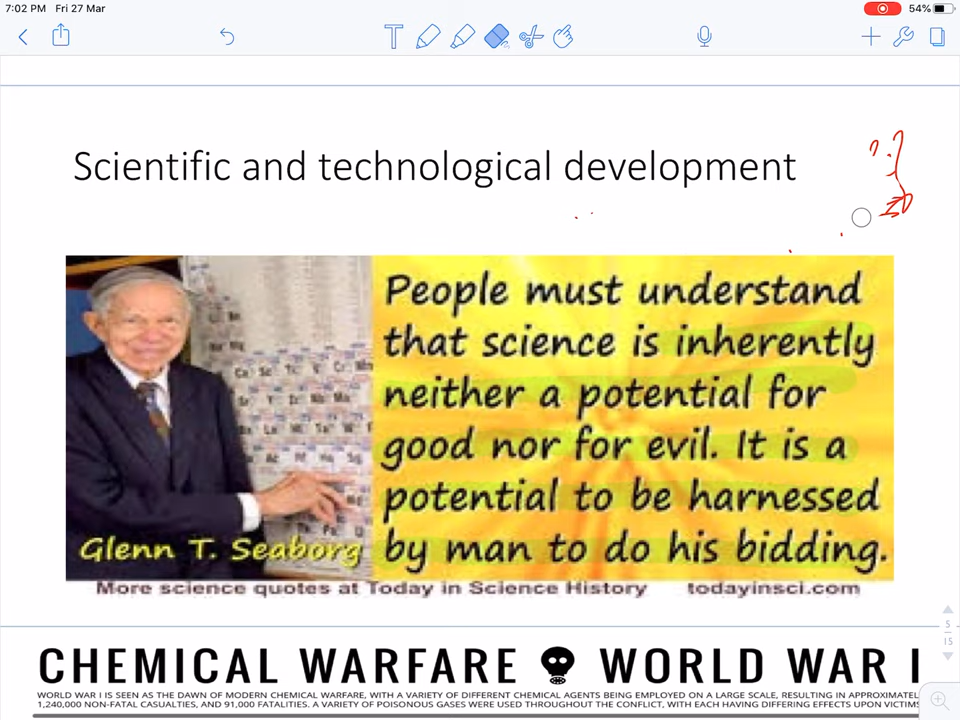 7:02 PM Fri 27 Mar
54%
Scientific and technological development
People must understand
that science is inherently
neither a potential for
good nor for evil. It is a
potential to be harnessed
by man to do his bidding.
Glenn T. Seaborg
More science quotes at Today in Science History todayinsci.com
5
15
CHEMICAL WARFARE WORLD WAR I
WORLD WAR I IS SEEN AS THE DAWN OF MODERN CHEMICAL WARFARE, WITH A VARIETY OF DIFFERENT CHEMICAL AGENTS BEING EMPLOYED ON A LARGE SCALE, RESULTING IN APPROXIMATE
1,240,000 NON-FATAL CASUALTIES, AND 91,000 FATALITIES. A VARIETY OF POISONOUS GASES WERE USED THROUGHOUT THE CONFLICT, WITH EACH HAVING DIFFERING EFFECTS UPON VICTIMS